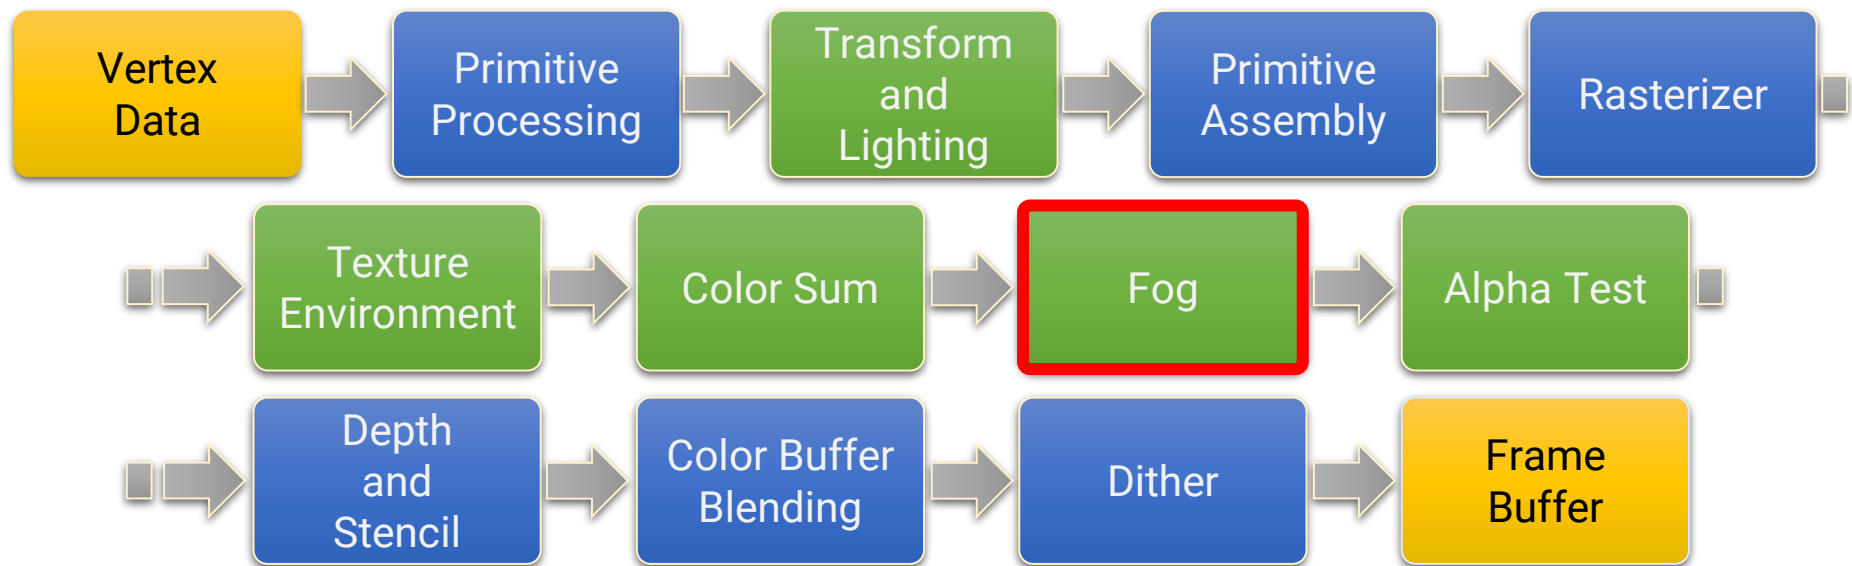 Vertex
Data
Primitive
Processing
Transform
and
Lighting
Primitive
Assembly
Rasterizer
Texture
Environment
Color Sum
Fog
Alpha Test
Depth
and
Stencil
Color Buffer
Blending
Dither
Frame
Buffer